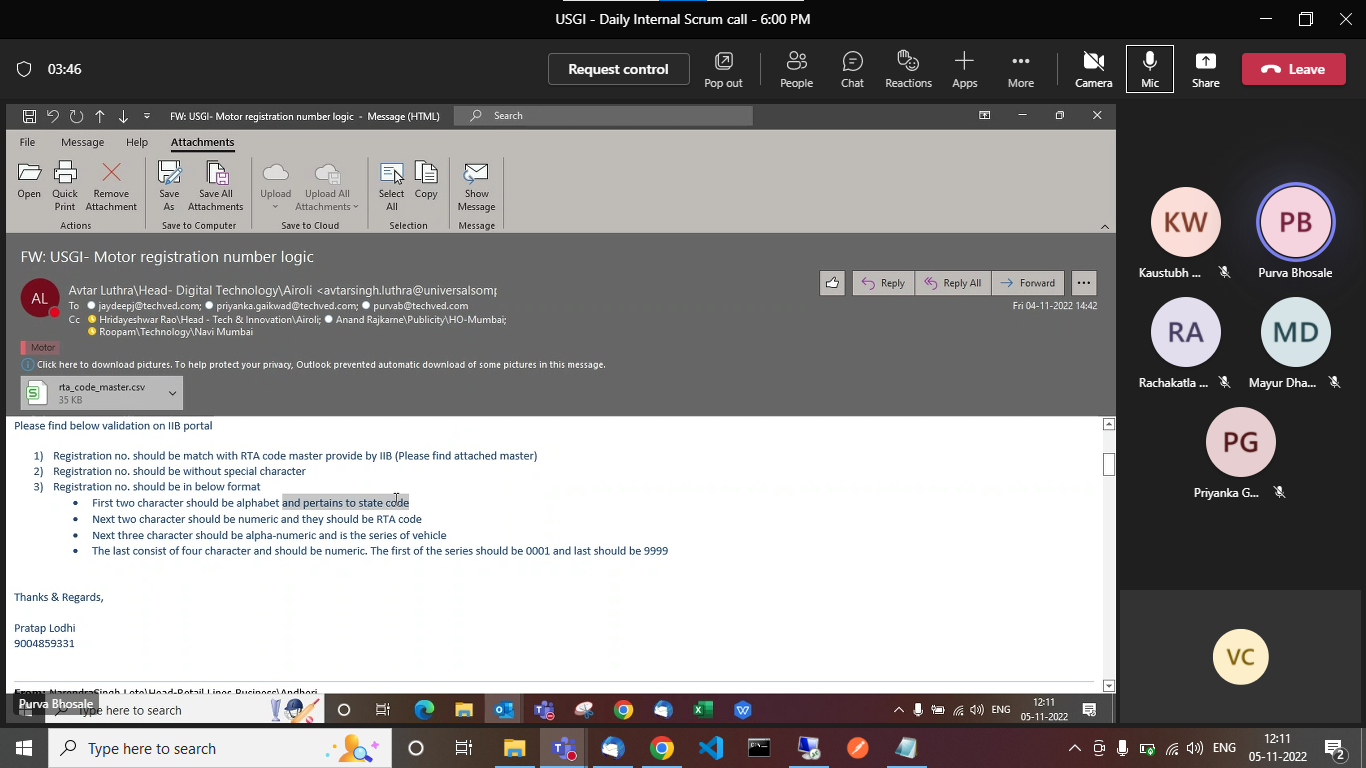 USGI - Daily Internal Scrum call - 6:00 PM
03:46
Request control
Pop out
People
Chat
Reactions
Apps
More
Camera
Mic
Share
Leave
FW: USGI- Motor registration number logic - Message (HTML)
Search
File Message Help Attachments
Open
Quick Print
Remove Attachment
Save As
Save All Attachments
Upload
Upload All Attachments
Select All
Copy
Show Message
Actions
Save to Computer
Save to Cloud
Selection
Message
FW: USGI- Motor registration number logic
AL
Avtar Luthra\Head- Digital Technology\Airoli <avtarsingh.luthra@universalsomp
To jaydeepj@techved.com; priyanka.gaikwad@techved.com; purvab@techved.com
Cc Hridayeshwar Rao\Head - Tech & Innovation\Airoli; Anand Rajkarne\Publicity\HO-Mumbai;
Roopam\Technology\Navi Mumbai
Reply
Reply All
Forward
Fri 04-11-2022 14:42
Motor
Click here to download pictures. To help protect your privacy, Outlook prevented automatic download of some pictures in this message.
rta_code_master.csv
35 KB
Please find below validation on IIB portal
1) Registration no. should be match with RTA code master provide by IIB (Please find attached master)
2) Registration no. should be without special character
3) Registration no. should be in below format
• First two character should be alphabet and pertains to state code
• Next two character should be numeric and they should be RTA code
• Next three character should be alpha-numeric and is the series of vehicle
• The last consist of four character and should be numeric. The first of the series should be 0001 and last should be 9999
Thanks & Regards,
Pratap Lodhi
9004859331
From: NarendraSingh Lote\Head-Retail Lines Business\Andheri
Purva Bhosale
Type here to search
ENG
12:11
05-11-2022
KW
Kaustubh ...
PB
Purva Bhosale
RA
Rachakatla ...
MD
Mayur Dha...
PG
Priyanka G...
VC
Type here to search
ENG
12:11
05-11-2022
2